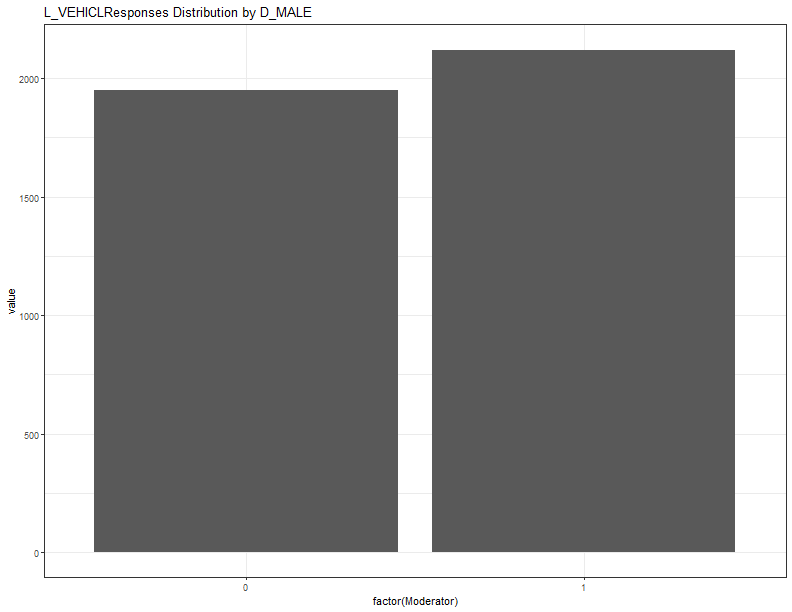 L_VEHICLResponses Distribution by D_MALE
2000
1500
1000
500
0
value
0 1
factor(Moderator)